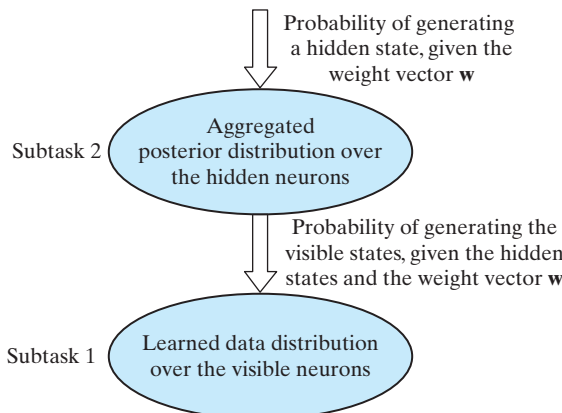 Probability of generating
a hidden state, given the
weight vector w
Subtask 2
Aggregated
posterior distribution over
the hidden neurons
Probability of generating the
visible states, given the hidden
states and the weight vector w
Subtask 1
Learned data distribution
over the visible neurons